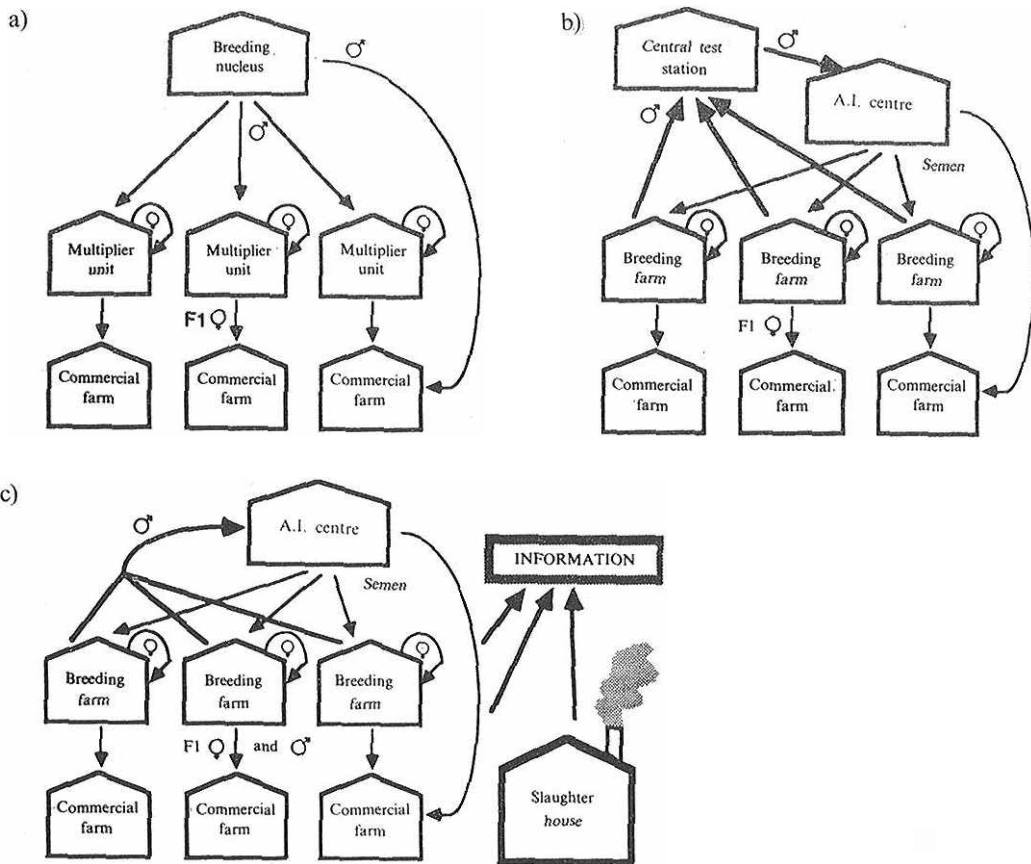 a)
Breeding
nucleus
♂
♂
♀
♀
♀
Multiplier
unit
Multiplier
unit
Multiplier
unit
F1 ♀
Commercial
farm
Commercial
farm
Commercial
farm
b)
Central test
station
♂
A.I. centre
♂
Semen
♀
♀
♀
Breeding
farm
Breeding
farm
Breeding
farm
F1 ♀
Commercial
farm
Commercial
farm
Commercial
farm
c)
♂
A.I. centre
Semen
INFORMATION
♀
♀
♀
Breeding
farm
Breeding
farm
Breeding
farm
F1 ♀ and ♂
Commercial
farm
Commercial
farm
Commercial
farm
Slaughter
house